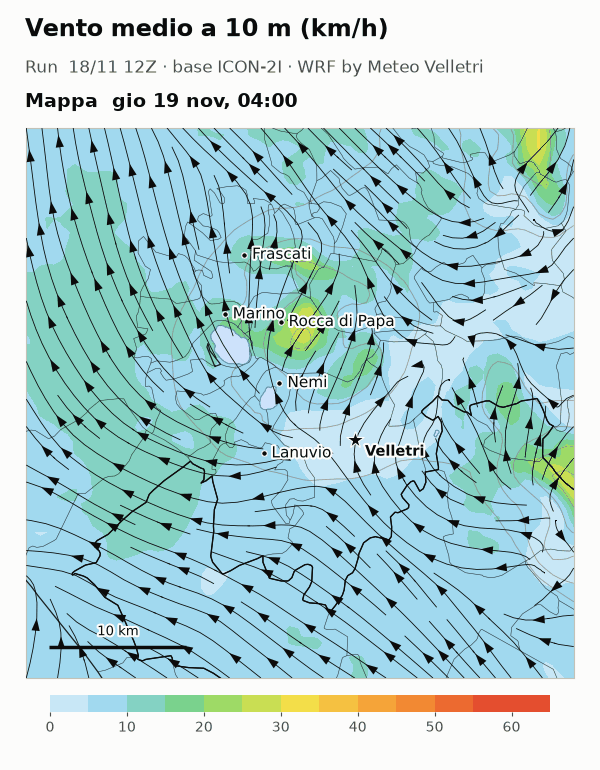 Vento medio a 10 m (km/h)
Run  18/11 12Z · base ICON-2I · WRF by Meteo Velletri
Mappa  gio 19 nov, 04:00
Frascati
Marino
Rocca di Papa
Nemi
Velletri
Lanuvio
10 km
0 10 20 30 40 50 60